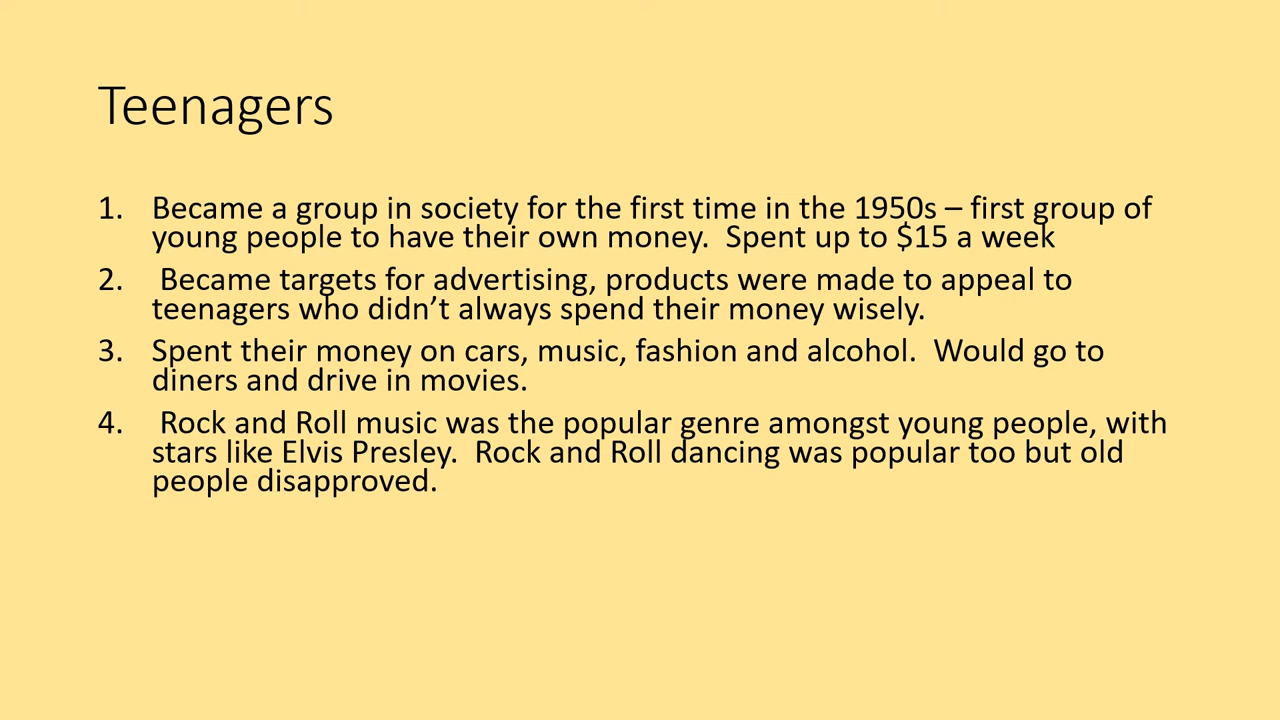 Teenagers
1. Became a group in society for the first time in the 1950s – first group of
young people to have their own money.  Spent up to $15 a week
2.  Became targets for advertising, products were made to appeal to
teenagers who didn’t always spend their money wisely.
3. Spent their money on cars, music, fashion and alcohol.  Would go to
diners and drive in movies.
4.  Rock and Roll music was the popular genre amongst young people, with
stars like Elvis Presley.  Rock and Roll dancing was popular too but old
people disapproved.